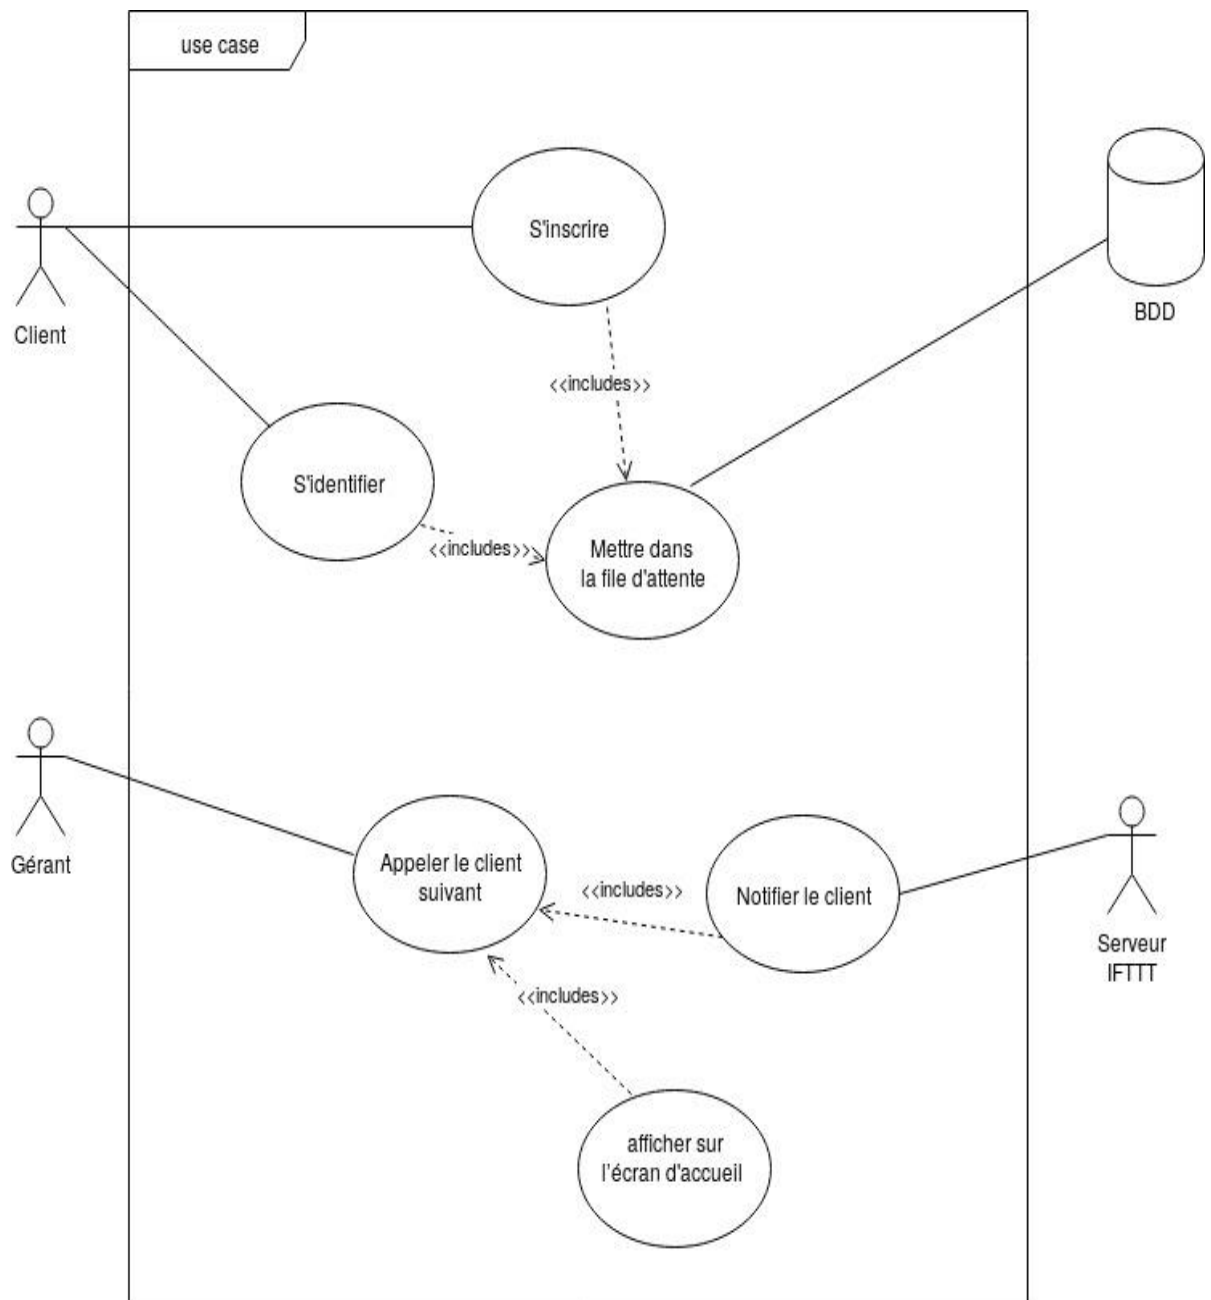 use case
S'inscrire
Client
BDD
<<includes>>
S'identifier
<<includes>>
Mettre dans
la file d'attente
Gérant
Appeler le client
suivant
<<includes>>
Notifier le client
Serveur
IFTTT
<<includes>>
afficher sur
l'écran d'accueil